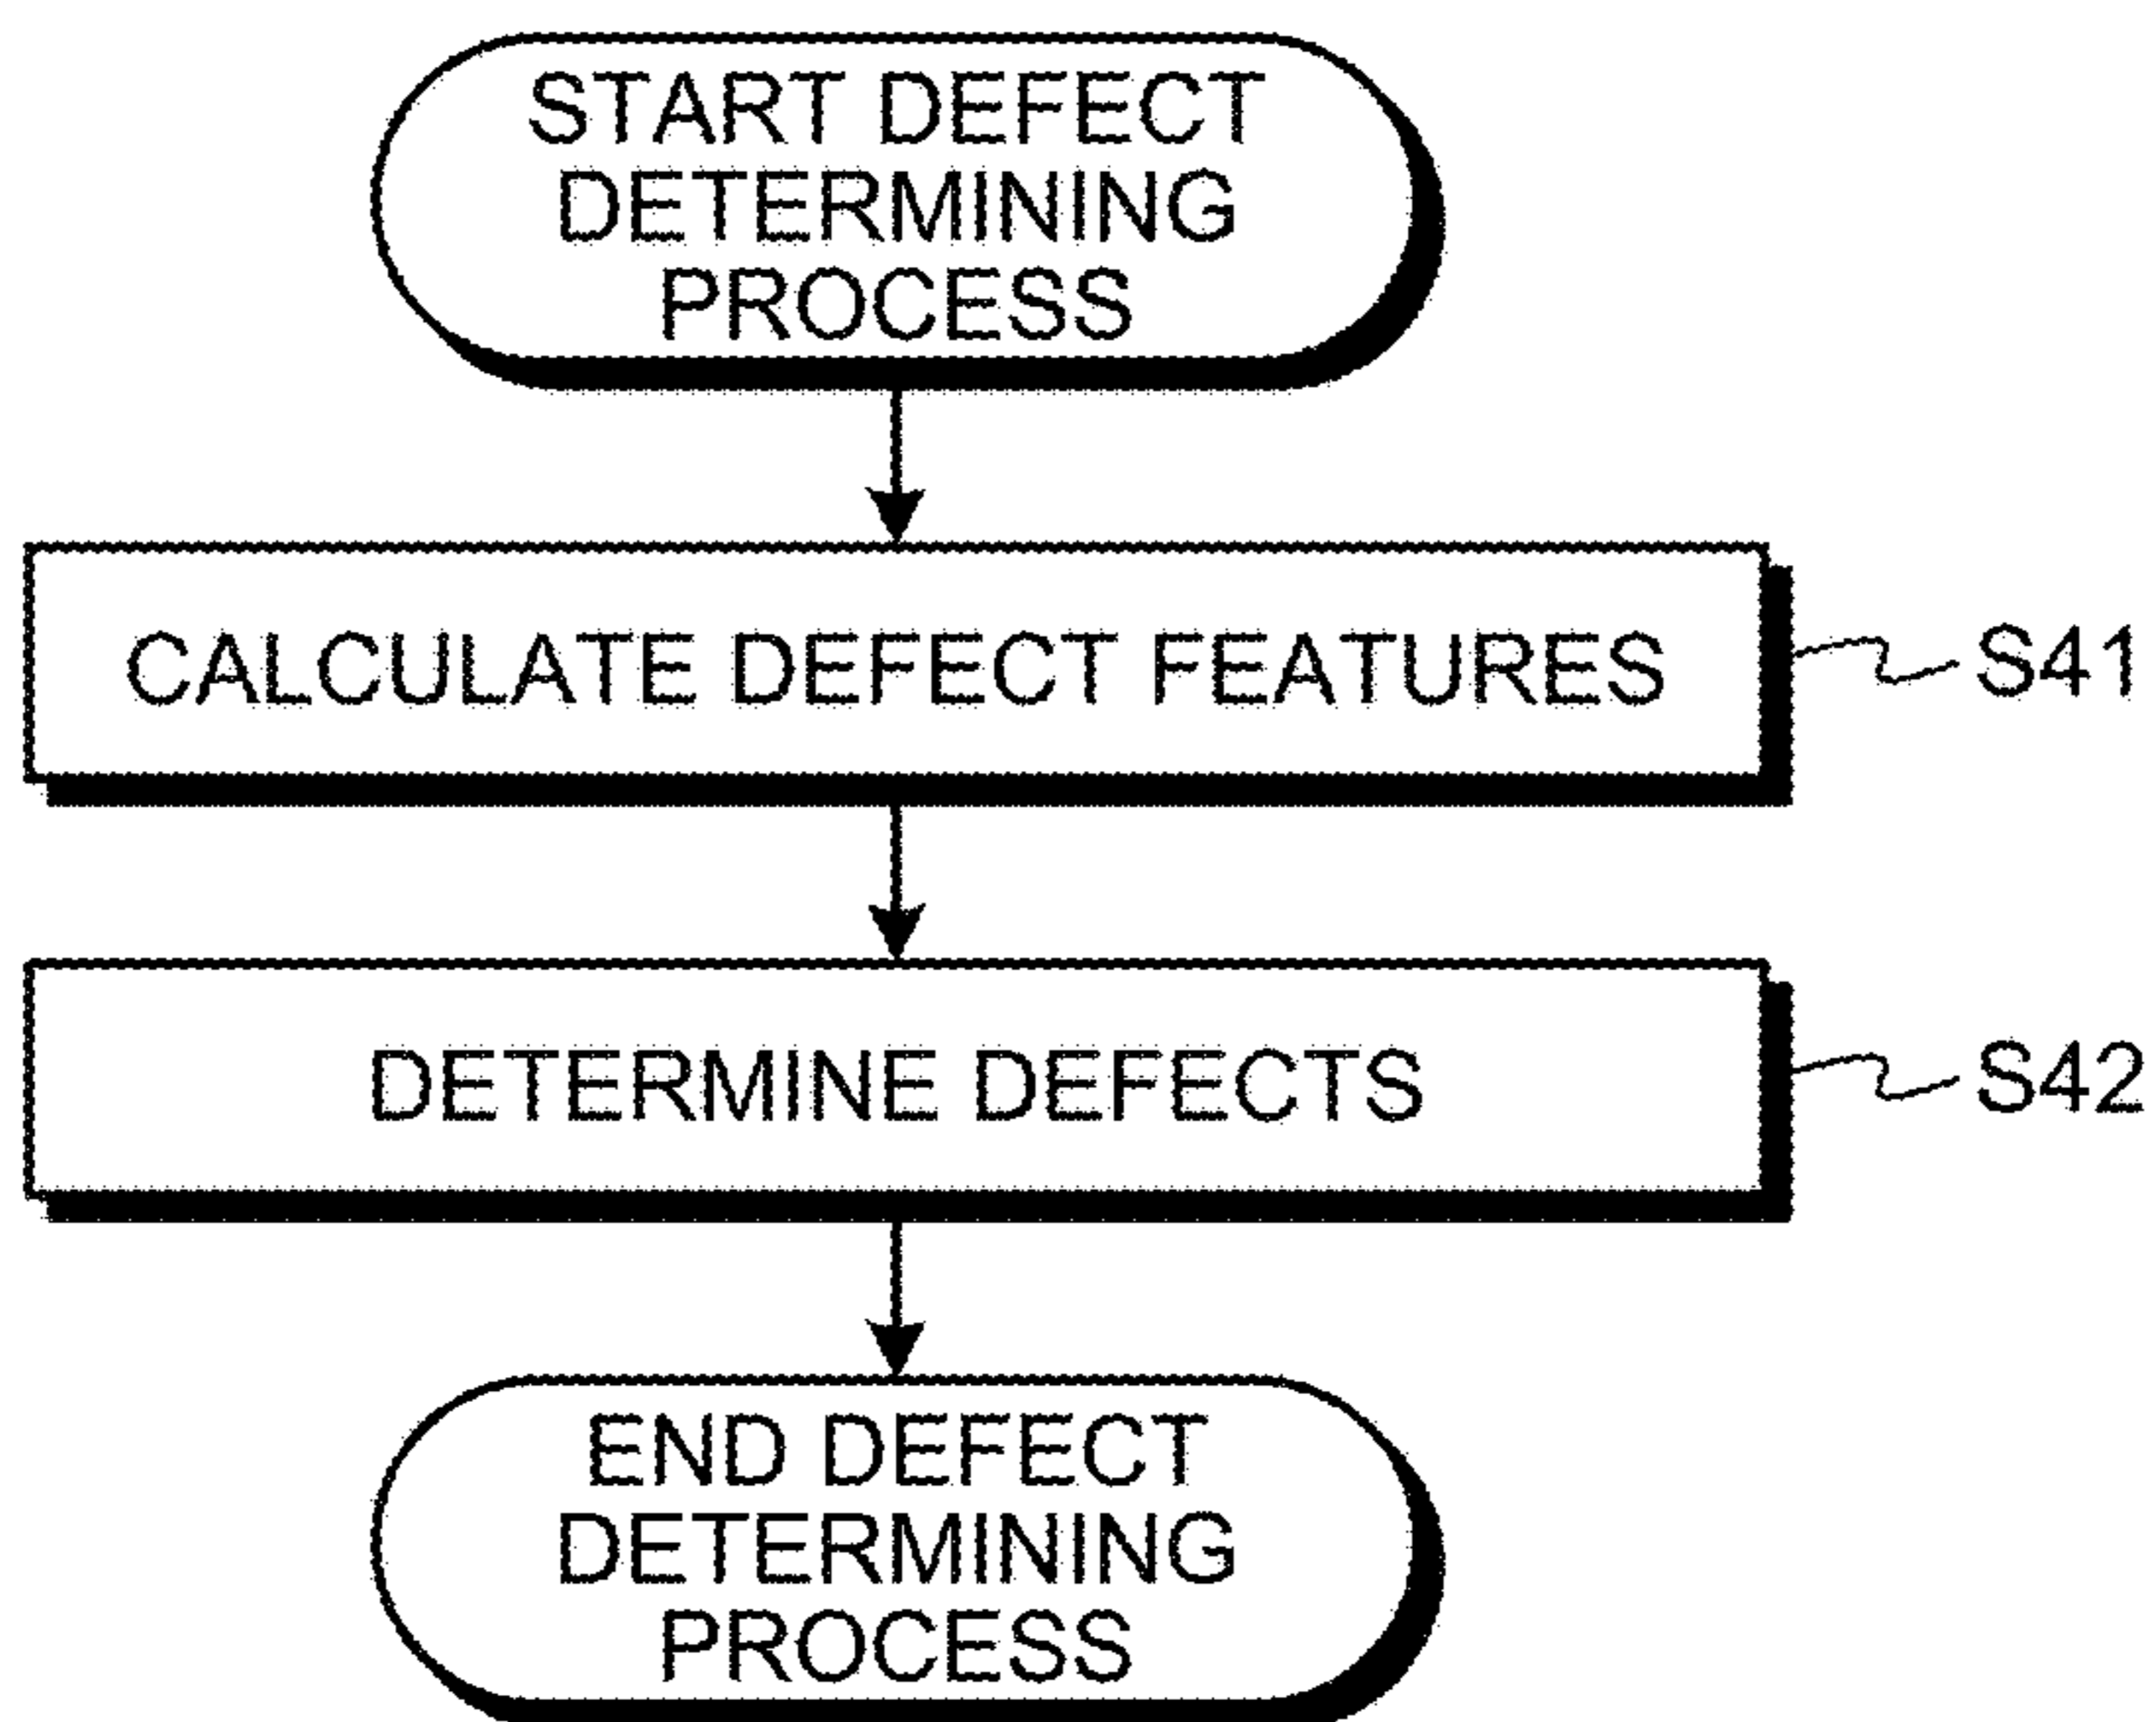 START DEFECT
DETERMINING
PROCESS
CALCULATE DEFECT FEATURES
S41
DETERMINE DEFECTS
S42
END DEFECT
DETERMINING
PROCESS